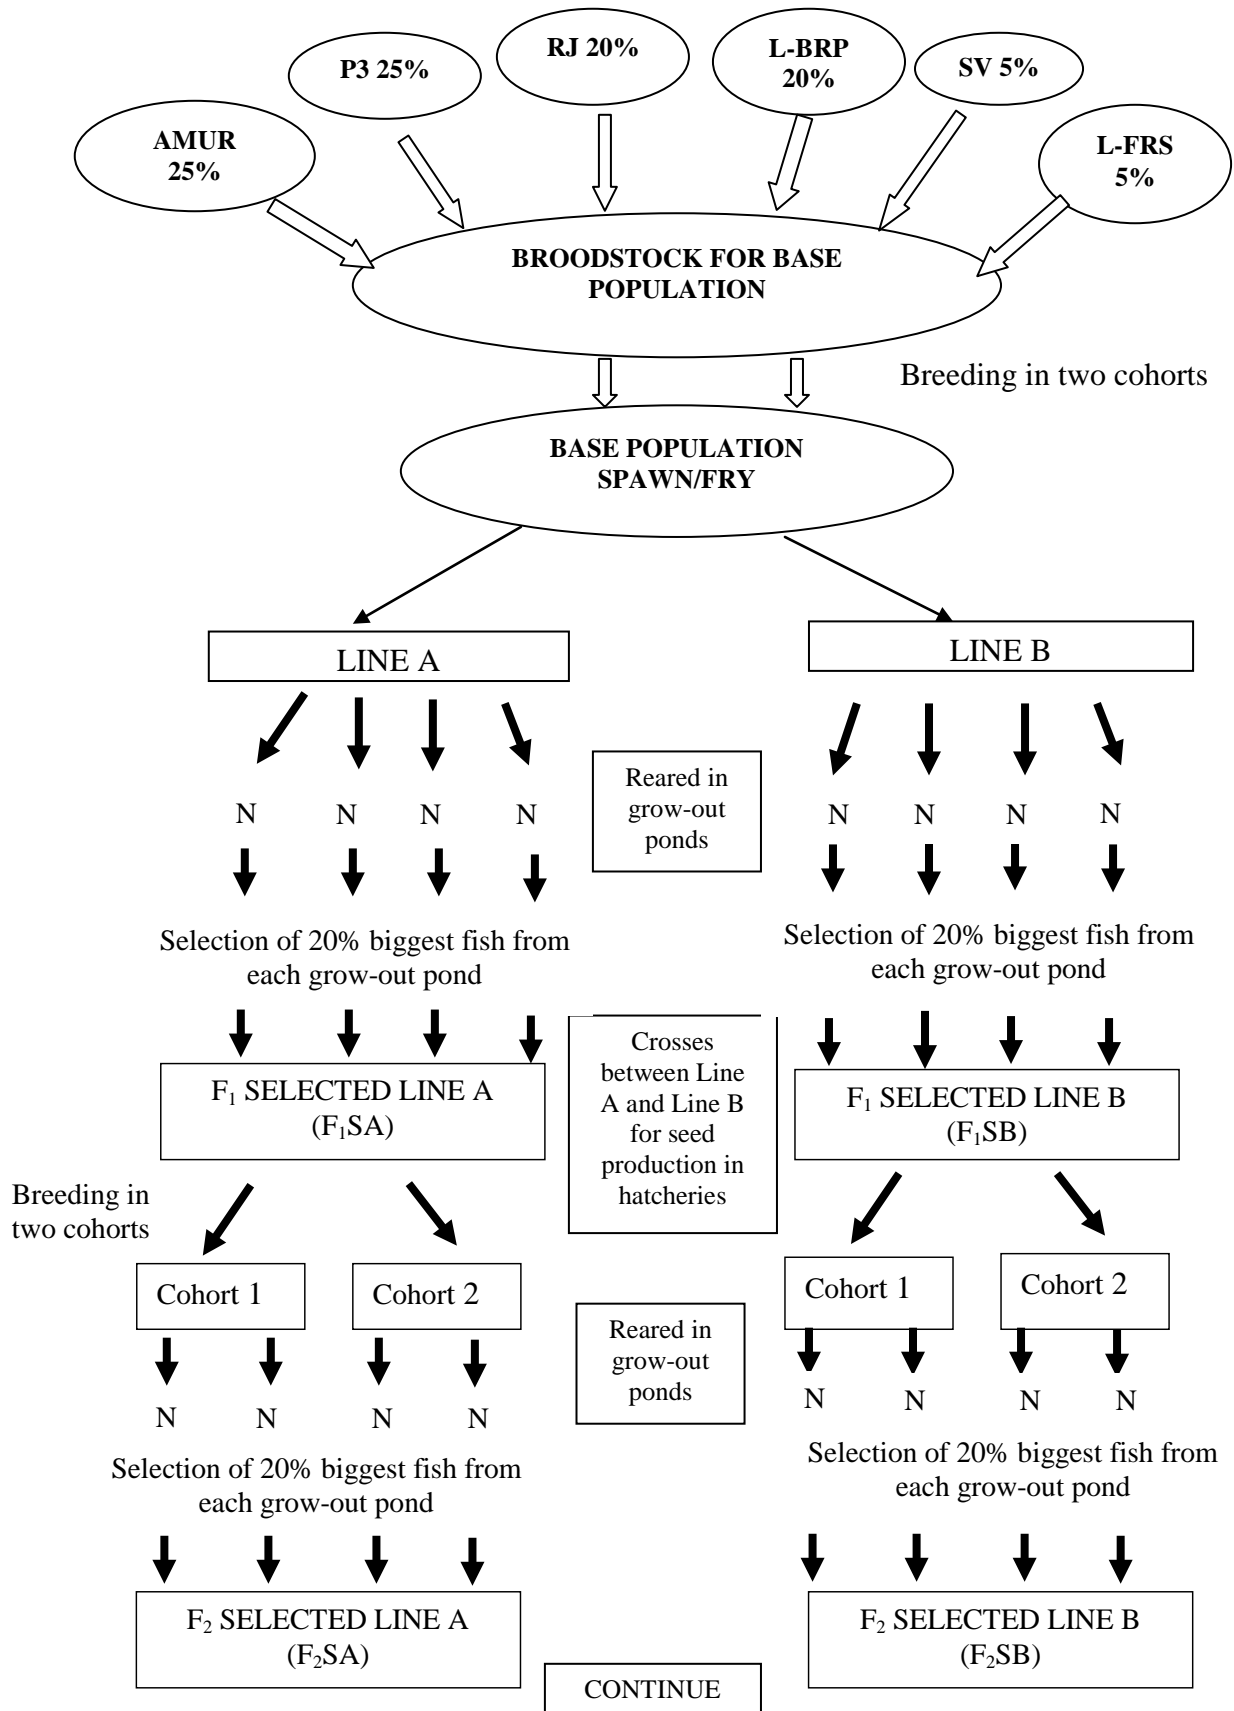 P3 25%
RJ 20%
L-BRP
20%
SV 5%
AMUR
25%
L-FRS
5%
BROODSTOCK FOR BASE
POPULATION
Breeding in two cohorts
BASE POPULATION
SPAWN/FRY
LINE A
LINE B
Reared in
grow-out
ponds
N N N N
N N N N
Selection of 20% biggest fish from
each grow-out pond
Selection of 20% biggest fish from
each grow-out pond
F₁ SELECTED LINE A
(F₁SA)
Crosses
between Line
A and Line B
for seed
production in
hatcheries
F₁ SELECTED LINE B
(F₁SB)
Breeding in
two cohorts
Cohort 1
Cohort 2
Cohort 1
Cohort 2
Reared in
grow-out
ponds
N N N N
N N N N
Selection of 20% biggest fish from
each grow-out pond
Selection of 20% biggest fish from
each grow-out pond
F₂ SELECTED LINE A
(F₂SA)
F₂ SELECTED LINE B
(F₂SB)
CONTINUE